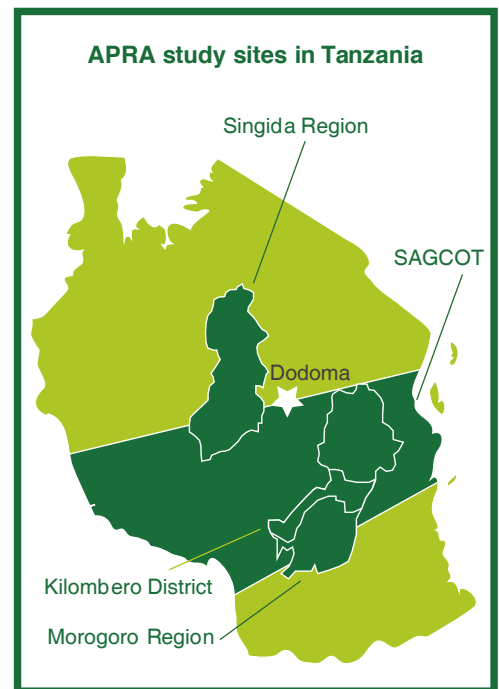 APRA study sites in Tanzania
Singida Region
SAGCOT
Dodoma
Kilombero District
Morogoro Region